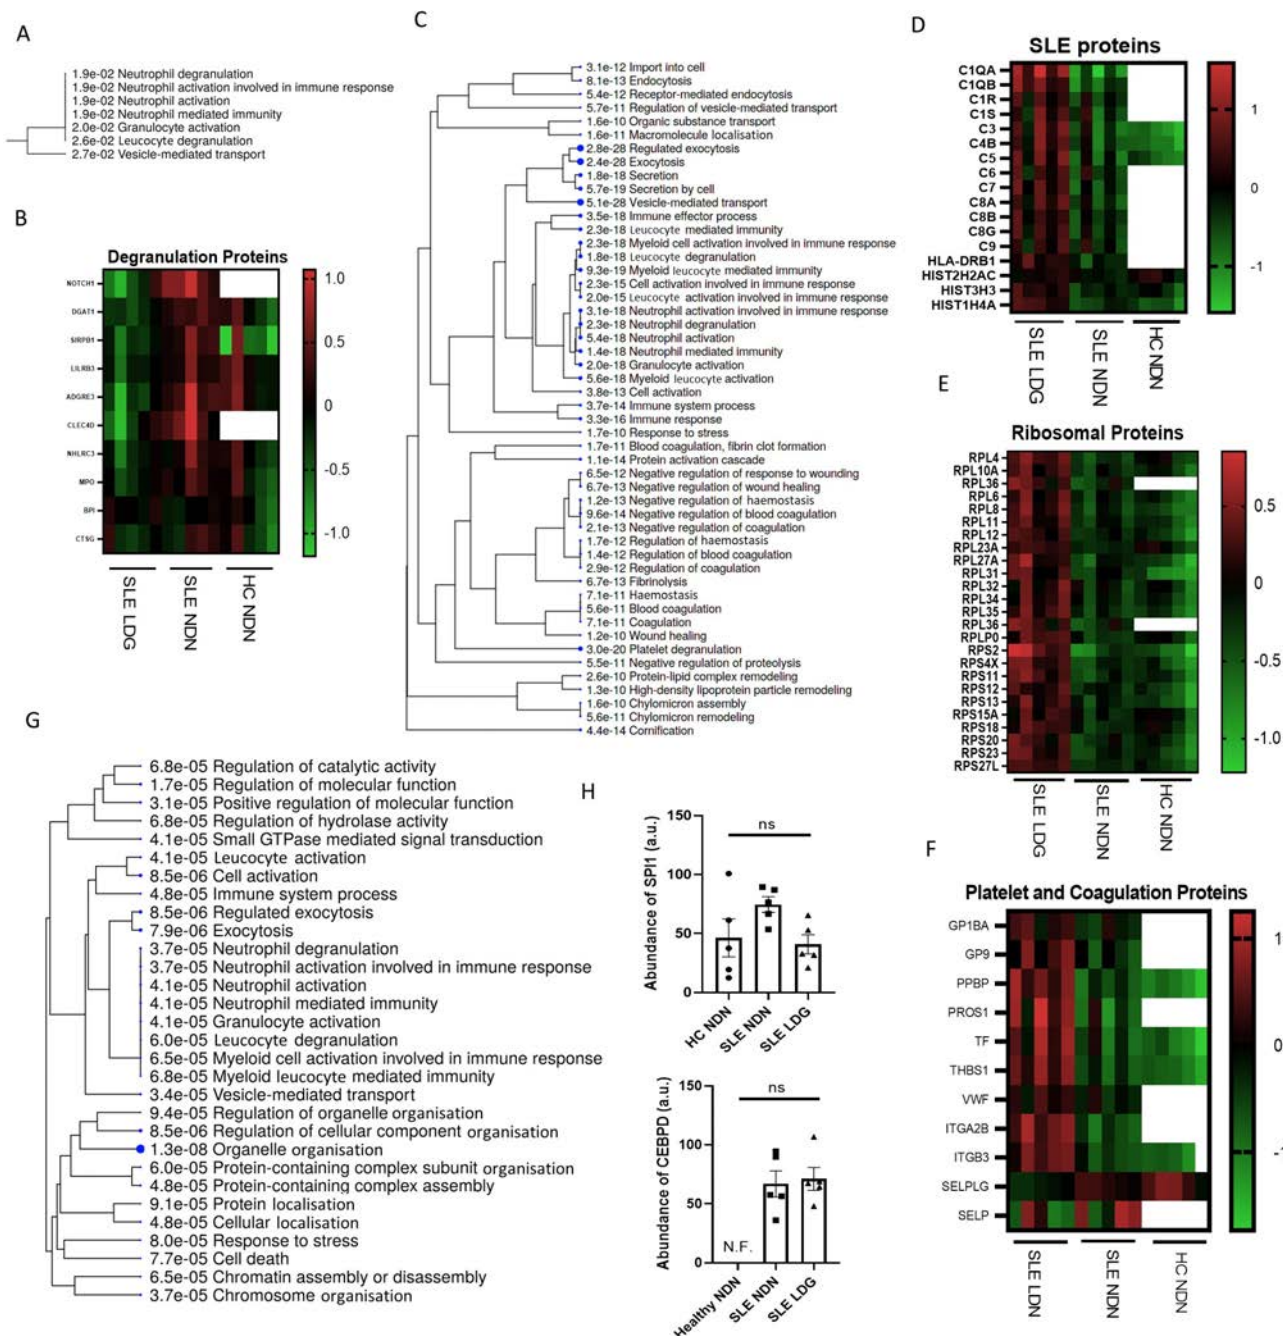 A
1.9e-02 Neutrophil degranulation
1.9e-02 Neutrophil activation involved in immune response
1.9e-02 Neutrophil activation
1.9e-02 Neutrophil mediated immunity
2.0e-02 Granulocyte activation
2.6e-02 Leucocyte degranulation
2.7e-02 Vesicle-mediated transport
B
Degranulation Proteins
NOTCH1
DGAT1
SIRPB1
LILRB3
ADGRE3
CLEC4D
NHLRC3
MPO
BPI
CTSG
1.0
0.5
0
-0.5
-1.0
SLE LDG
SLE NDN
HC NDN
C
3.1e-12 Import into cell
8.1e-13 Endocytosis
5.4e-12 Receptor-mediated endocytosis
5.7e-11 Regulation of vesicle-mediated transport
1.6e-10 Organic substance transport
1.6e-11 Macromolecule localisation
2.8e-28 Regulated exocytosis
2.4e-28 Exocytosis
1.8e-18 Secretion
5.7e-19 Secretion by cell
5.1e-28 Vesicle-mediated transport
3.5e-18 Immune effector process
2.3e-18 Leucocyte mediated immunity
2.3e-18 Myeloid cell activation involved in immune response
1.8e-18 Leucocyte degranulation
9.3e-19 Myeloid leucocyte mediated immunity
2.3e-15 Cell activation involved in immune response
2.0e-15 Leucocyte activation involved in immune response
3.1e-18 Neutrophil activation involved in immune response
2.3e-18 Neutrophil degranulation
5.4e-18 Neutrophil activation
1.4e-18 Neutrophil mediated immunity
2.0e-18 Granulocyte activation
5.6e-18 Myeloid leucocyte activation
3.8e-13 Cell activation
3.7e-14 Immune system process
3.3e-16 Immune response
1.7e-10 Response to stress
1.7e-11 Blood coagulation, fibrin clot formation
1.1e-14 Protein activation cascade
6.5e-12 Negative regulation of response to wounding
6.7e-13 Negative regulation of wound healing
1.2e-13 Negative regulation of haemostasis
9.6e-14 Negative regulation of blood coagulation
2.1e-13 Negative regulation of coagulation
1.7e-12 Regulation of haemostasis
1.4e-12 Regulation of blood coagulation
2.9e-12 Regulation of coagulation
6.7e-13 Fibrinolysis
7.1e-11 Haemostasis
5.6e-11 Blood coagulation
7.1e-11 Coagulation
1.2e-10 Wound healing
3.0e-20 Platelet degranulation
5.5e-11 Negative regulation of proteolysis
2.6e-10 Protein-lipid complex remodeling
1.3e-10 High-density lipoprotein particle remodeling
1.6e-10 Chylomicron assembly
5.6e-11 Chylomicron remodeling
4.4e-14 Cornification
D
SLE proteins
C1QA
C1QB
C1R
C1S
C3
C4B
C5
C6
C7
C8A
C8B
C8G
C9
HLA-DRB1
HIST2H2AC
HIST3H3
HIST1H4A
1
0
-1
SLE LDG
SLE NDN
HC NDN
E
Ribosomal Proteins
RPL4
RPL10A
RPL36
RPL6
RPL8
RPL11
RPL12
RPL23A
RPL27A
RPL31
RPL32
RPL34
RPL35
RPL36
RPLP0
RPS2
RPS4X
RPS11
RPS12
RPS13
RPS15A
RPS18
RPS20
RPS23
RPS27L
0.5
0
-0.5
-1.0
SLE LDG
SLE NDN
HC NDN
F
Platelet and Coagulation Proteins
GP1BA
GP9
PPBP
PROS1
TF
THBS1
VWF
ITGA2B
ITGB3
SELPLG
SELP
1
0
-1
SLE LDN
SLE NDN
HC NDN
G
6.8e-05 Regulation of catalytic activity
1.7e-05 Regulation of molecular function
3.1e-05 Positive regulation of molecular function
6.8e-05 Regulation of hydrolase activity
4.1e-05 Small GTPase mediated signal transduction
4.1e-05 Leucocyte activation
8.5e-06 Cell activation
4.8e-05 Immune system process
8.5e-06 Regulated exocytosis
7.9e-06 Exocytosis
3.7e-05 Neutrophil degranulation
3.7e-05 Neutrophil activation involved in immune response
4.1e-05 Neutrophil activation
4.1e-05 Neutrophil mediated immunity
4.1e-05 Granulocyte activation
6.0e-05 Leucocyte degranulation
6.5e-05 Myeloid cell activation involved in immune response
6.8e-05 Myeloid leucocyte mediated immunity
3.4e-05 Vesicle-mediated transport
9.4e-05 Regulation of organelle organisation
8.5e-06 Regulation of cellular component organisation
1.3e-08 Organelle organisation
6.0e-05 Protein-containing complex subunit organisation
4.8e-05 Protein-containing complex assembly
9.1e-05 Protein localisation
4.8e-05 Cellular localisation
8.0e-05 Response to stress
7.7e-05 Cell death
6.5e-05 Chromatin assembly or disassembly
3.7e-05 Chromosome organisation
H
Abundance of SPI1 (a.u.)
150
100
50
0
ns
HC NDN
SLE NDN
SLE LDG
Abundance of CEBPD (a.u.)
150
100
50
0
ns
N.F.
Healthy NDN
SLE NDN
SLE LDG